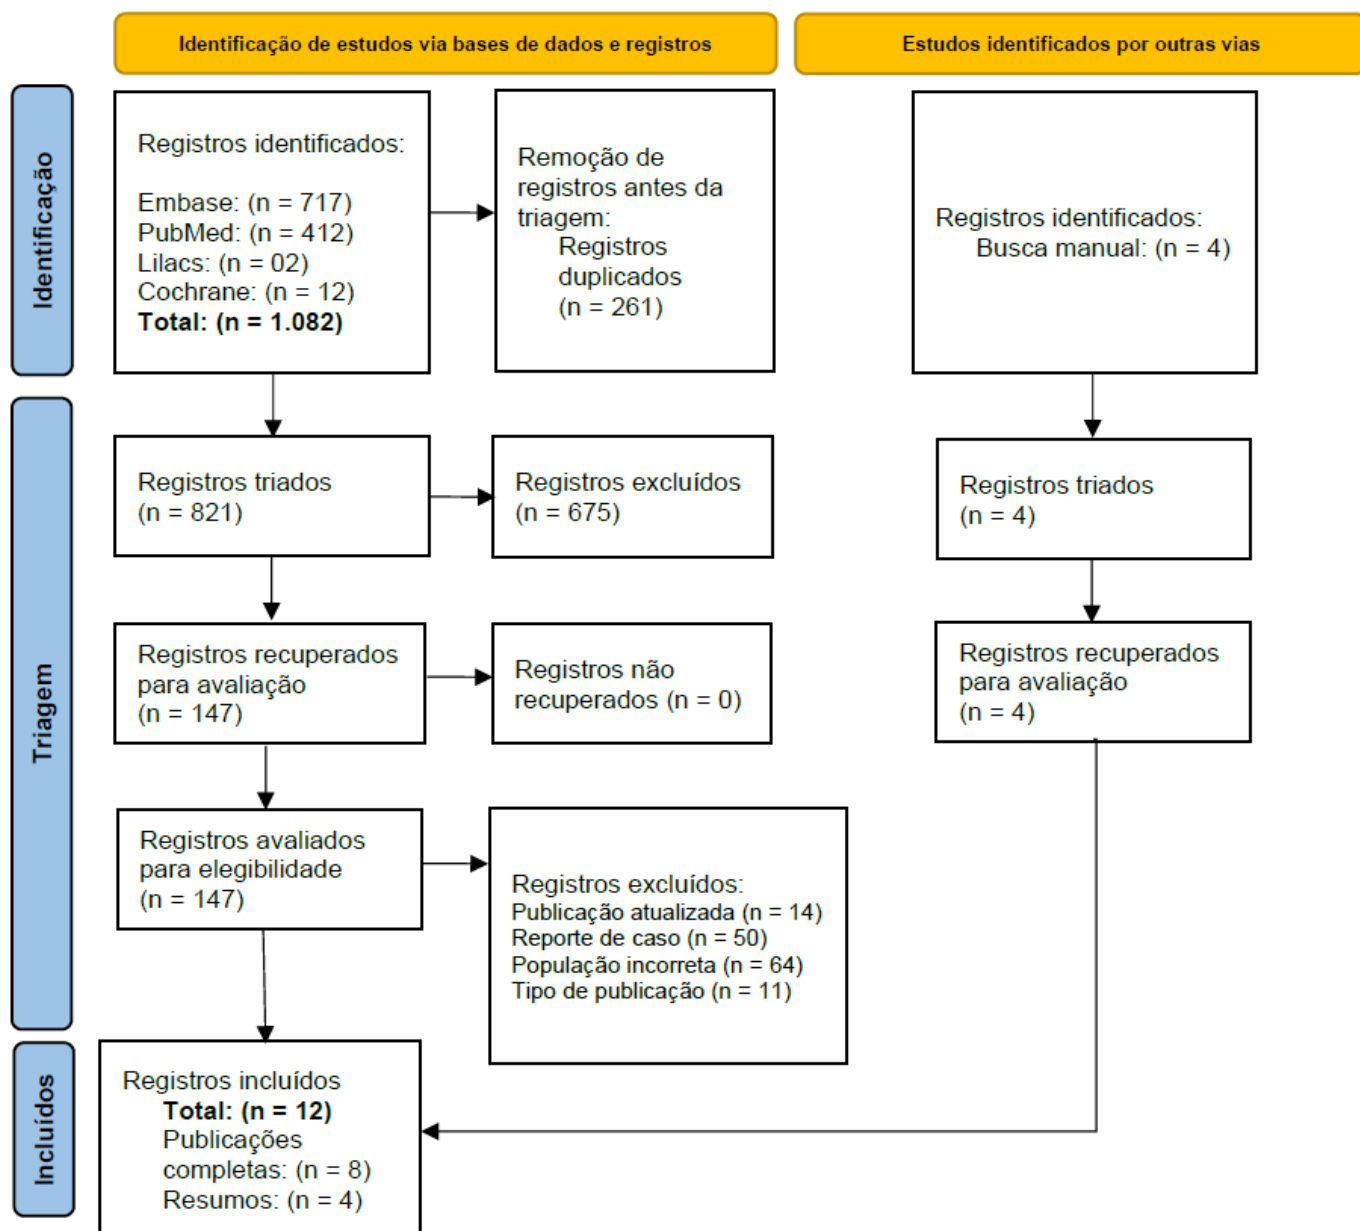 Identificação de estudos via bases de dados e registros
Estudos identificados por outras vias
Identificação
Registros identificados:
Embase: (n = 717)
PubMed: (n = 412)
Lilacs: (n = 02)
Cochrane: (n = 12)
Total: (n = 1.082)
Remoção de
registros antes da
triagem:
Registros
duplicados
(n = 261)
Registros identificados:
Busca manual: (n = 4)
Triagem
Registros triados
(n = 821)
Registros excluídos
(n = 675)
Registros triados
(n = 4)
Registros recuperados
para avaliação
(n = 147)
Registros não
recuperados (n = 0)
Registros recuperados
para avaliação
(n = 4)
Registros avaliados
para elegibilidade
(n = 147)
Registros excluídos:
Publicação atualizada (n = 14)
Reporte de caso (n = 50)
População incorreta (n = 64)
Tipo de publicação (n = 11)
Incluídos
Registros incluídos
Total: (n = 12)
Publicações
completas: (n = 8)
Resumos: (n = 4)